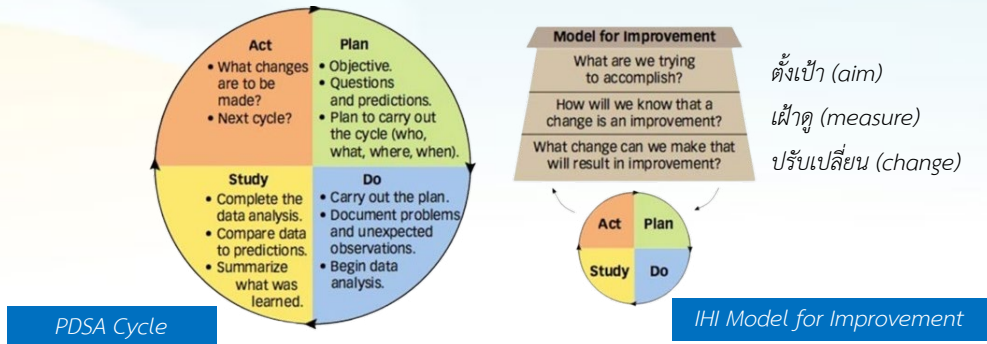 Act
• What changes
are to be
made?
• Next cycle?
Plan
• Objective.
• Questions
and predictions.
• Plan to carry out
the cycle (who,
what, where, when).
Study
• Complete the
data analysis.
• Compare data
to predictions.
• Summarize
what was
learned.
Do
• Carry out the plan.
• Document problems
and unexpected
observations.
• Begin data
analysis.
PDSA Cycle
Model for Improvement
What are we trying
to accomplish?
How will we know that a
change is an improvement?
What change can we make that
will result in improvement?
ตั้งเป้า (aim)
เฝ้าดู (measure)
ปรับเปลี่ยน (change)
Act
Plan
Study
Do
IHI Model for Improvement